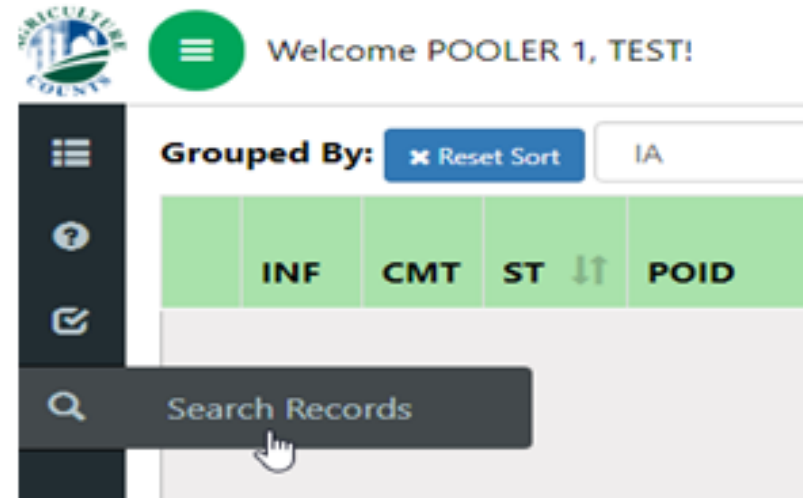 AGRICULTURE
COUNTS
Welcome POOLER 1, TEST!
Grouped By: Reset Sort IA
INF CMT ST POID
Search Records